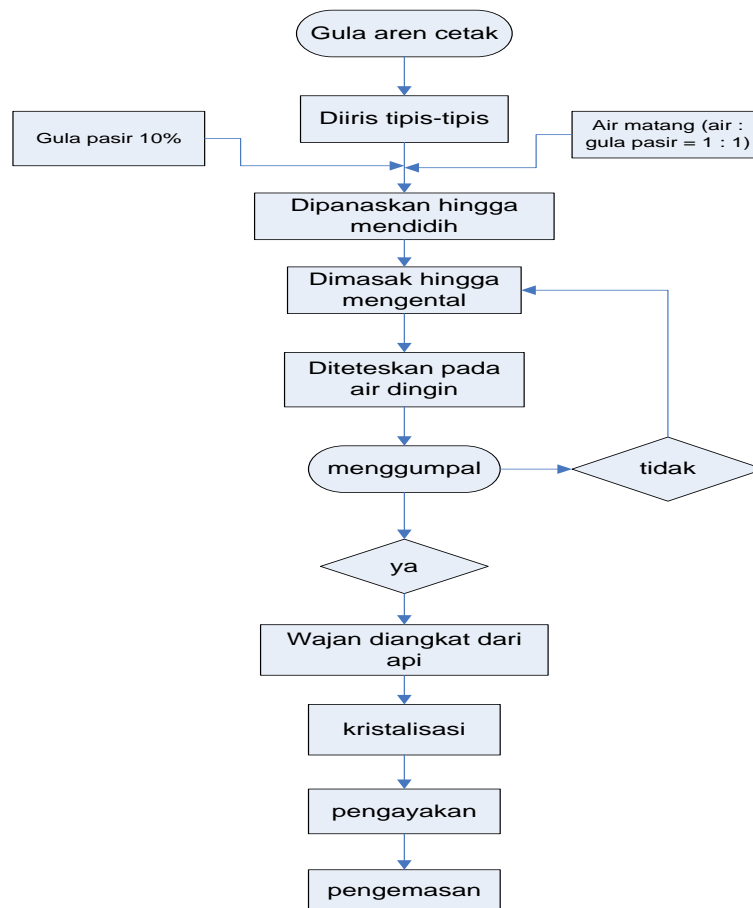 Gula aren cetak
Diiris tipis-tipis
Gula pasir 10%
Air matang (air :
gula pasir = 1 : 1)
Dipanaskan hingga
mendidih
Dimasak hingga
mengental
Diteteskan pada
air dingin
menggumpal
tidak
ya
Wajan diangkat dari
api
kristalisasi
pengayakan
pengemasan